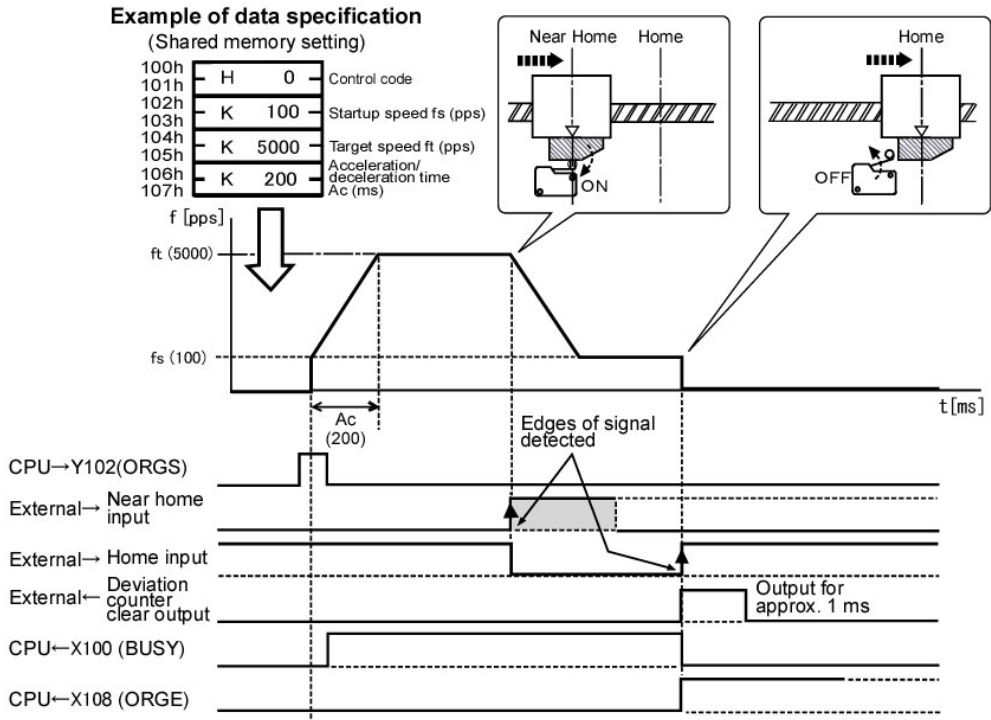 Example of data specification
(Shared memory setting)
100h
101h
H 0
Control code
102h
103h
K 100
Startup speed fs (pps)
104h
105h
K 5000
Target speed ft (pps)
106h
107h
K 200
Acceleration/
deceleration time
Ac (ms)
Near Home Home
ON
Home
OFF
f [pps]
ft (5000)
fs (100)
t[ms]
Ac
(200)
Edges of signal
detected
CPU→Y102(ORGS)
External→ Near home
input
External→ Home input
External← Deviation
counter
clear output
Output for
approx. 1 ms
CPU←X100 (BUSY)
CPU←X108 (ORGE)